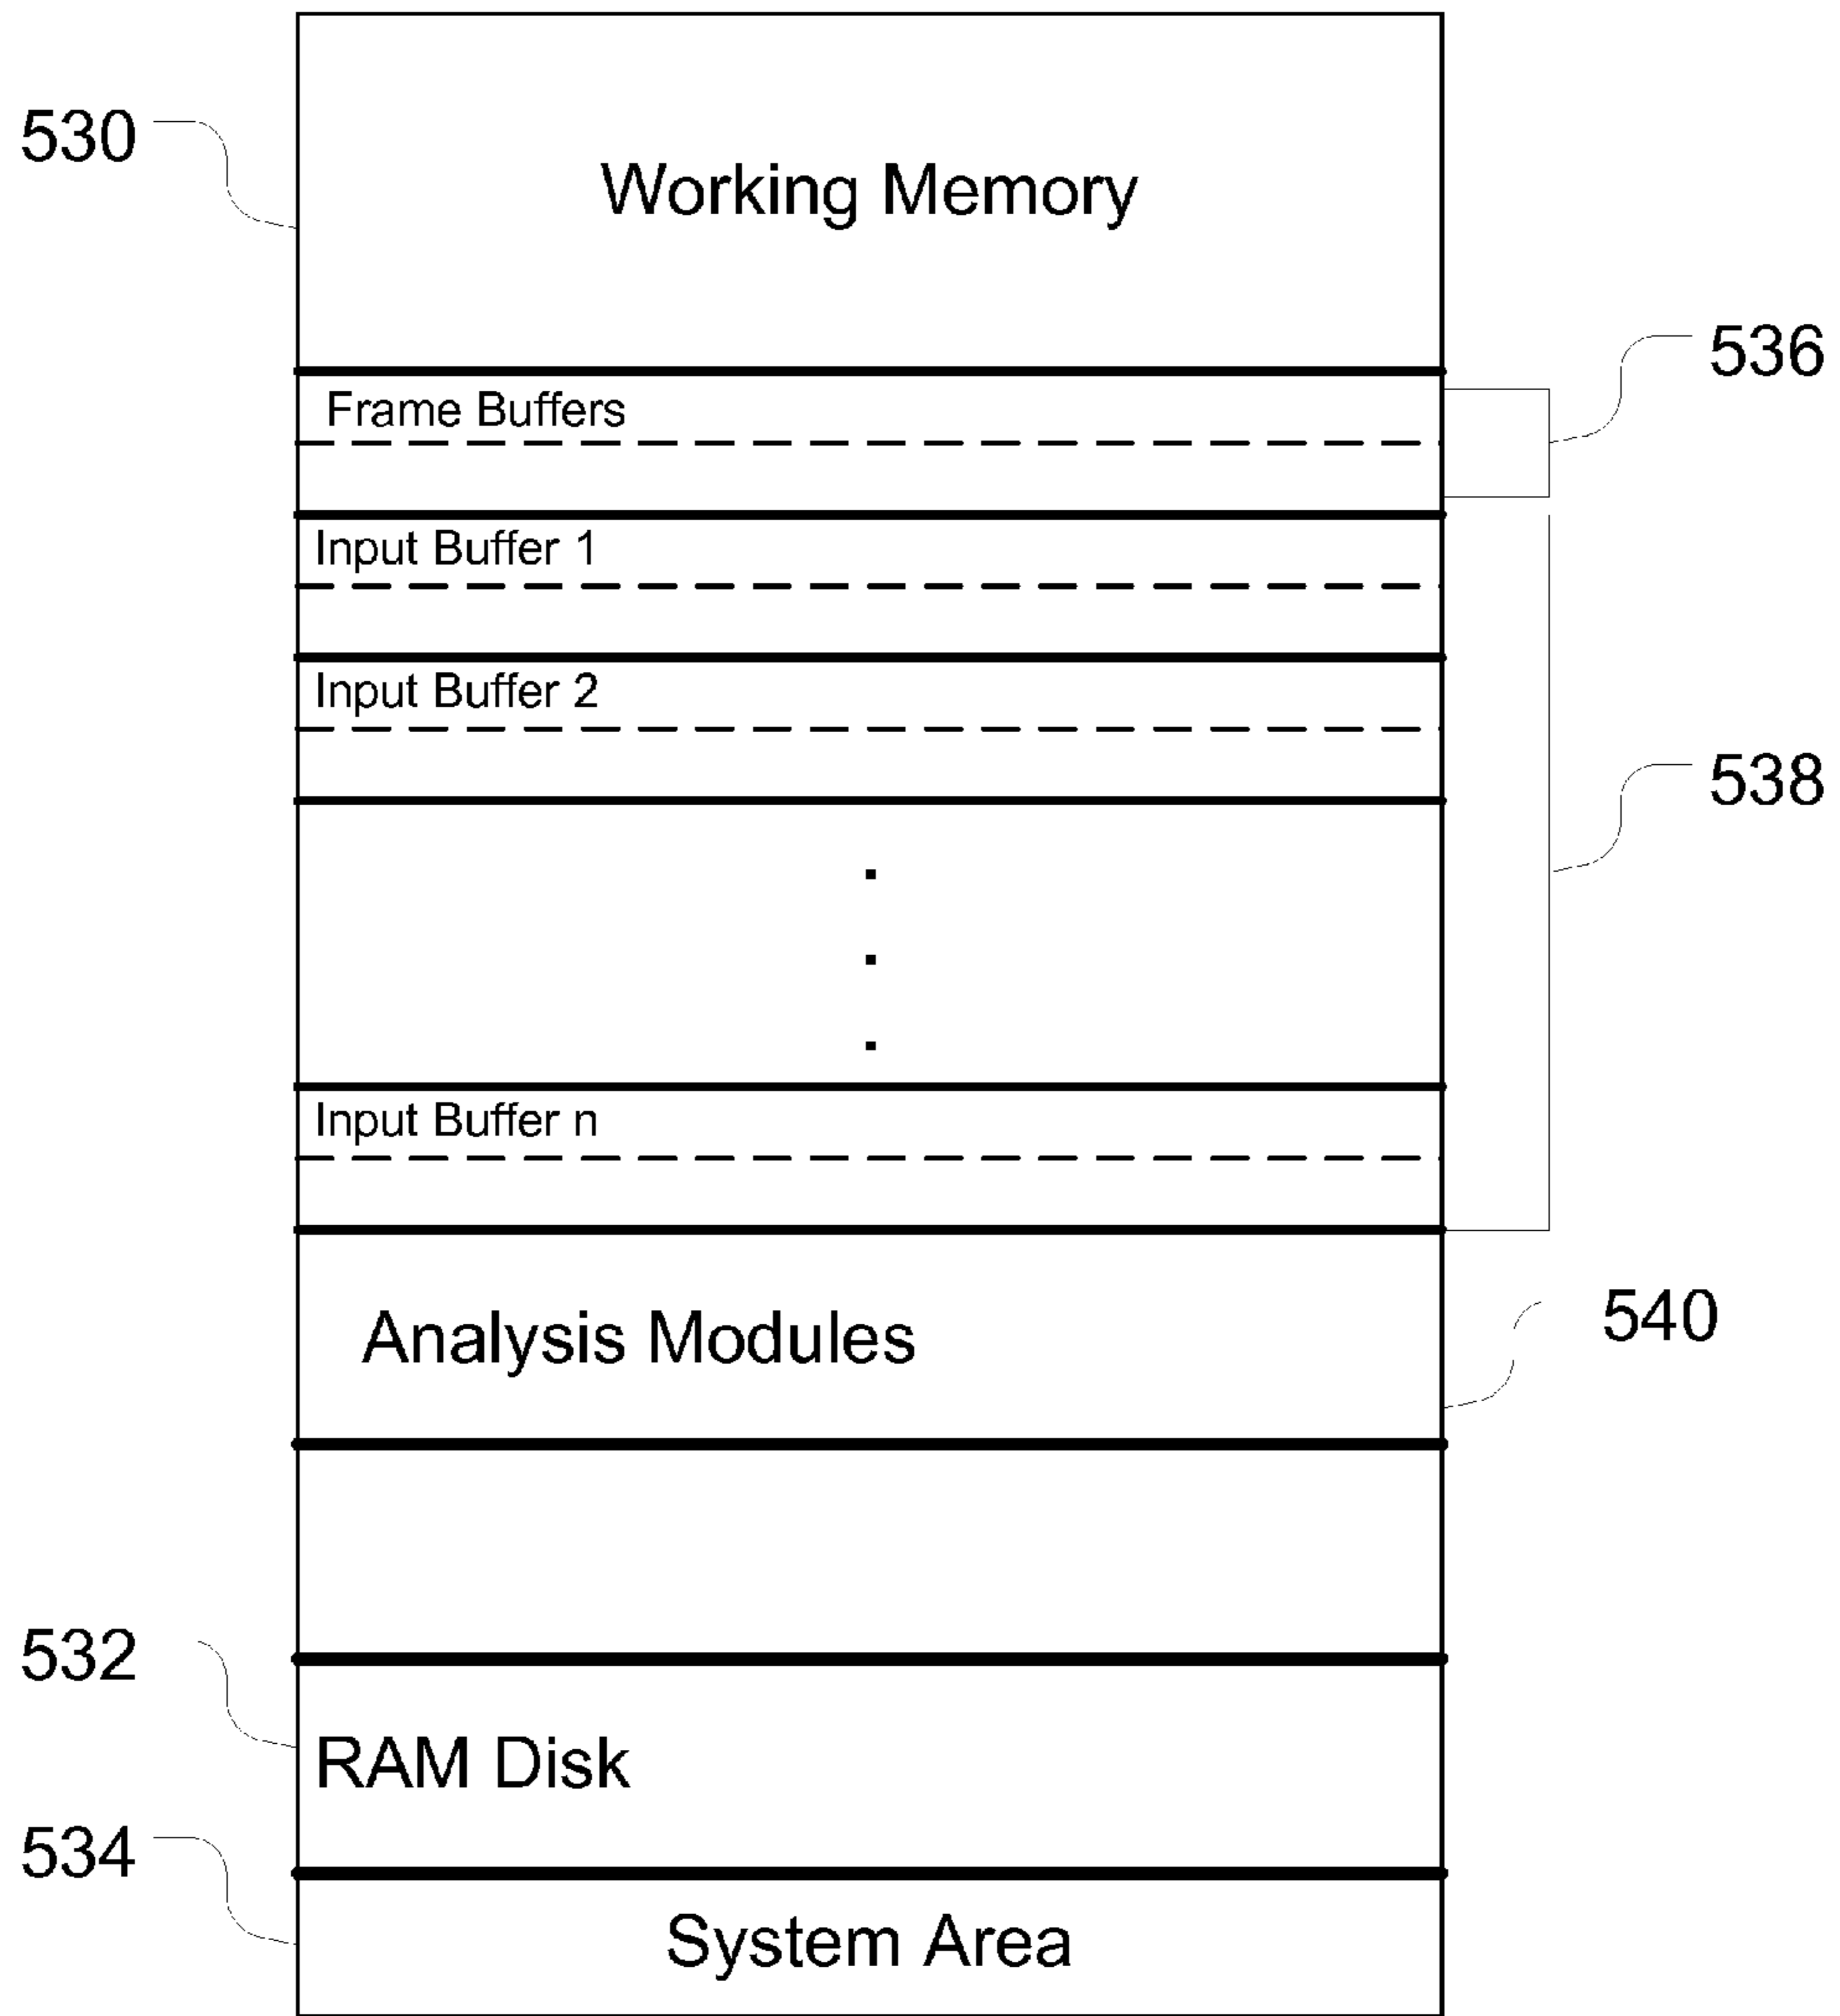 530
Working Memory
536
Frame Buffers
Input Buffer 1
Input Buffer 2
538
.
.
.
Input Buffer n
Analysis Modules
540
532
RAM Disk
534
System Area